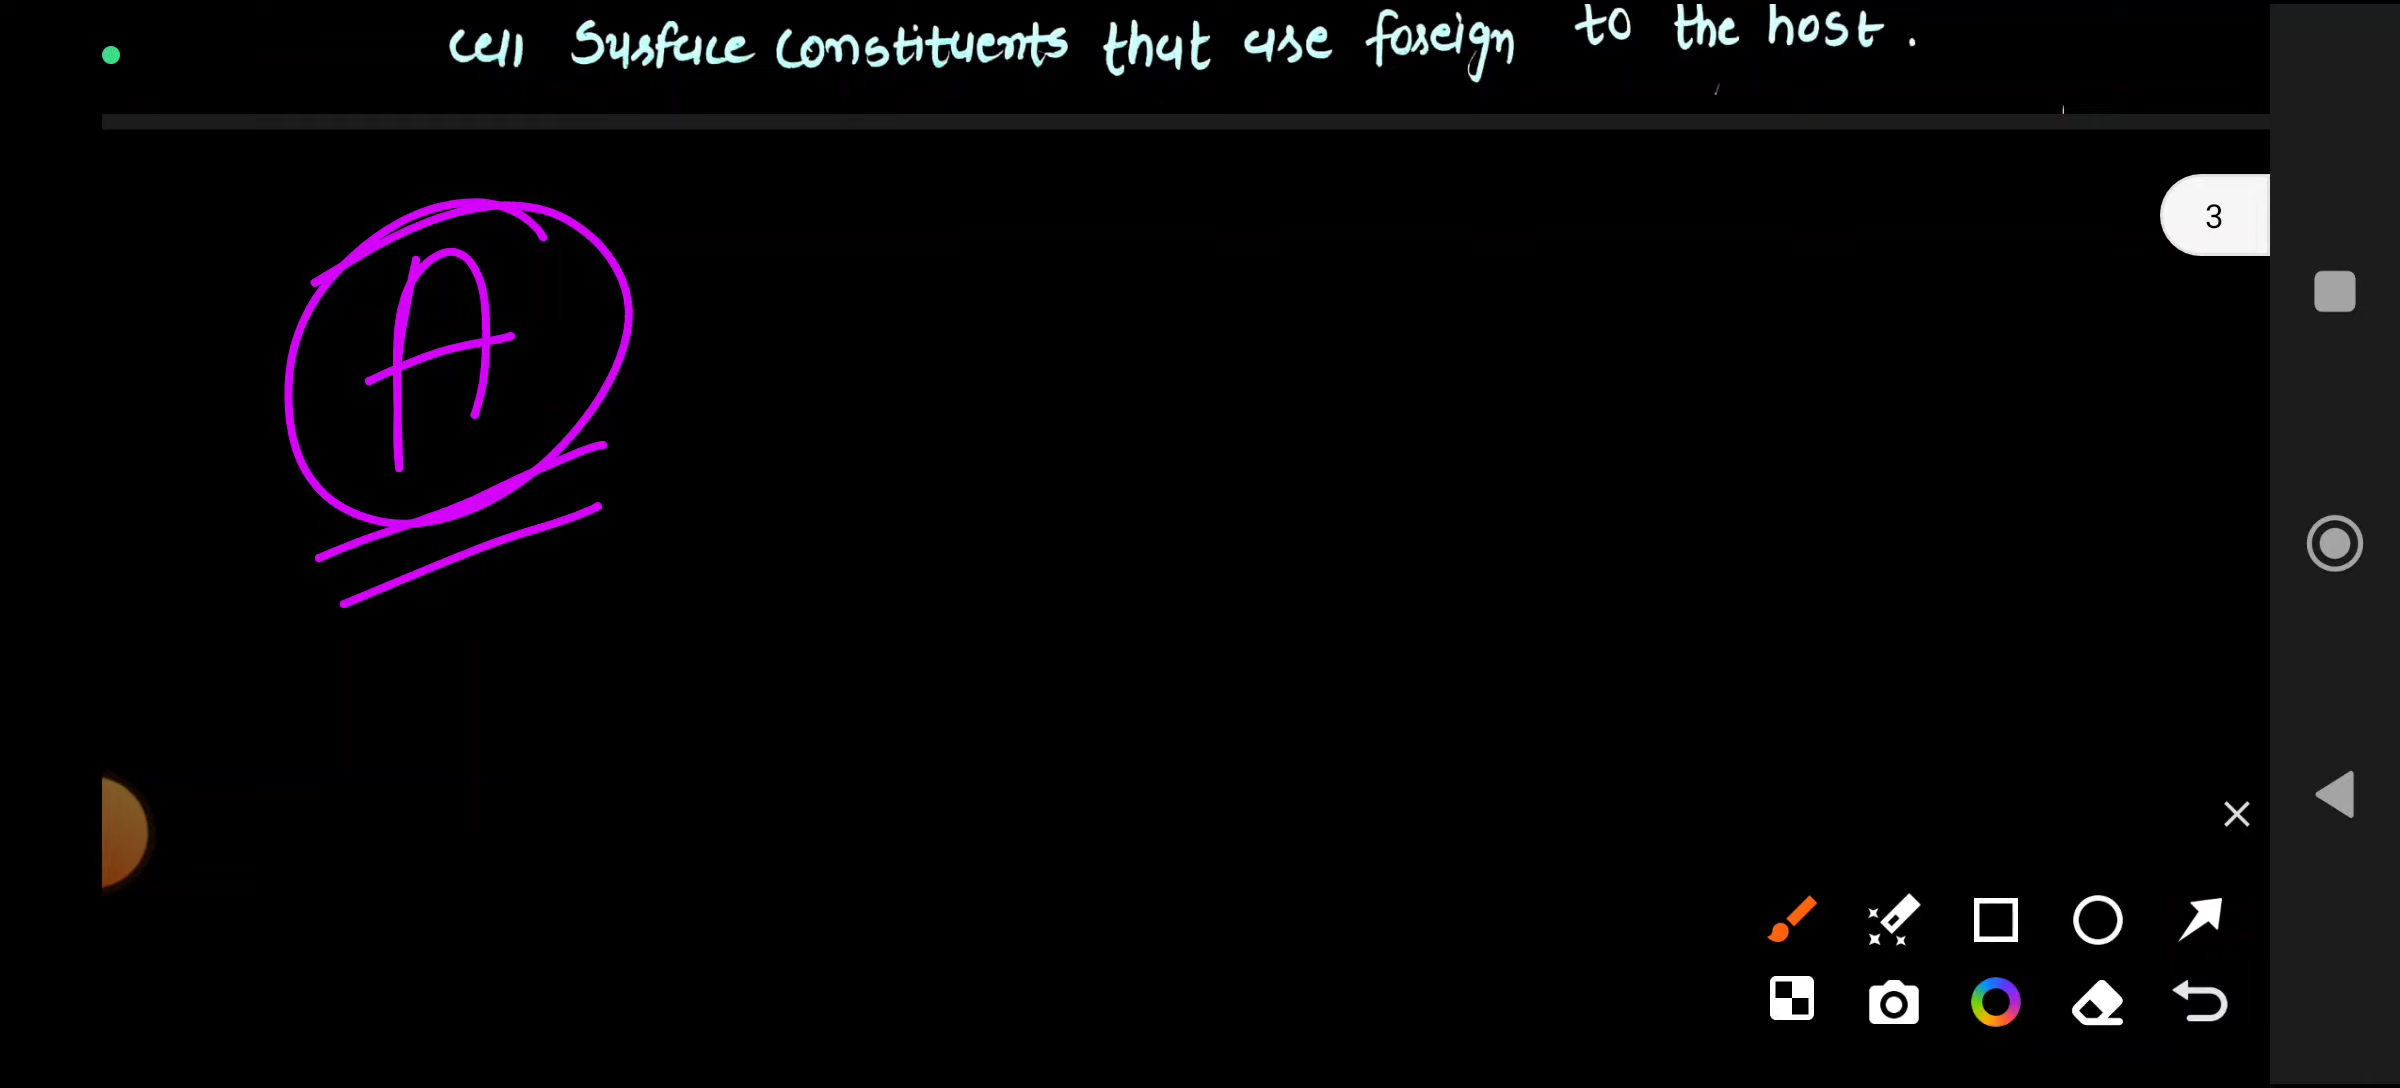 cell Surface constituents that are foreign to the host.
3
A